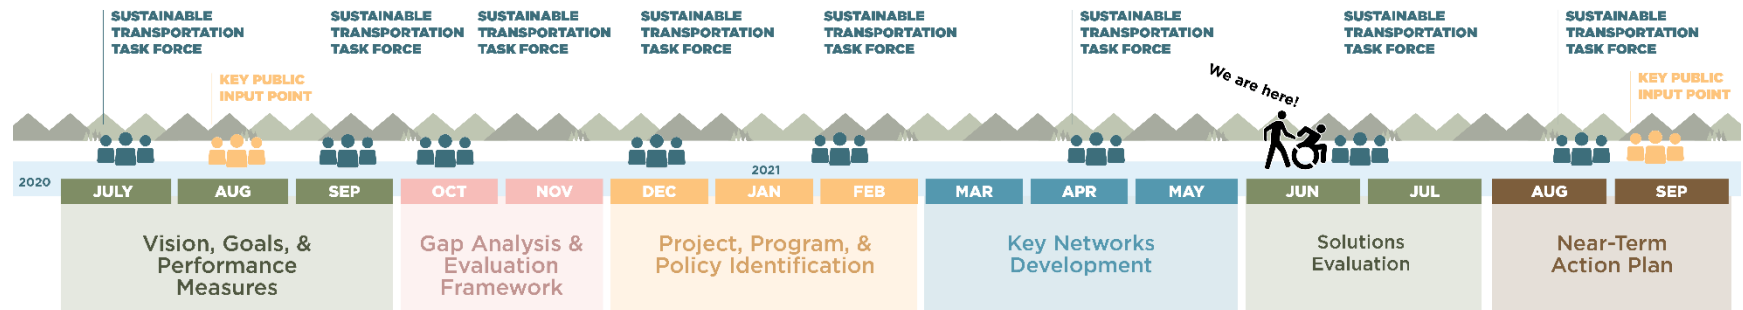 SUSTAINABLE
TRANSPORTATION
TASK FORCE
SUSTAINABLE
TRANSPORTATION
TASK FORCE
SUSTAINABLE
TRANSPORTATION
TASK FORCE
SUSTAINABLE
TRANSPORTATION
TASK FORCE
SUSTAINABLE
TRANSPORTATION
TASK FORCE
SUSTAINABLE
TRANSPORTATION
TASK FORCE
SUSTAINABLE
TRANSPORTATION
TASK FORCE
SUSTAINABLE
TRANSPORTATION
TASK FORCE
KEY PUBLIC
INPUT POINT
We are here!
KEY PUBLIC
INPUT POINT
2020
2021
JULY
AUG
SEP
OCT
NOV
DEC
JAN
FEB
MAR
APR
MAY
JUN
JUL
AUG
SEP
Vision, Goals, &
Performance
Measures
Gap Analysis &
Evaluation
Framework
Project, Program, &
Policy Identification
Key Networks
Development
Solutions
Evaluation
Near-Term
Action Plan